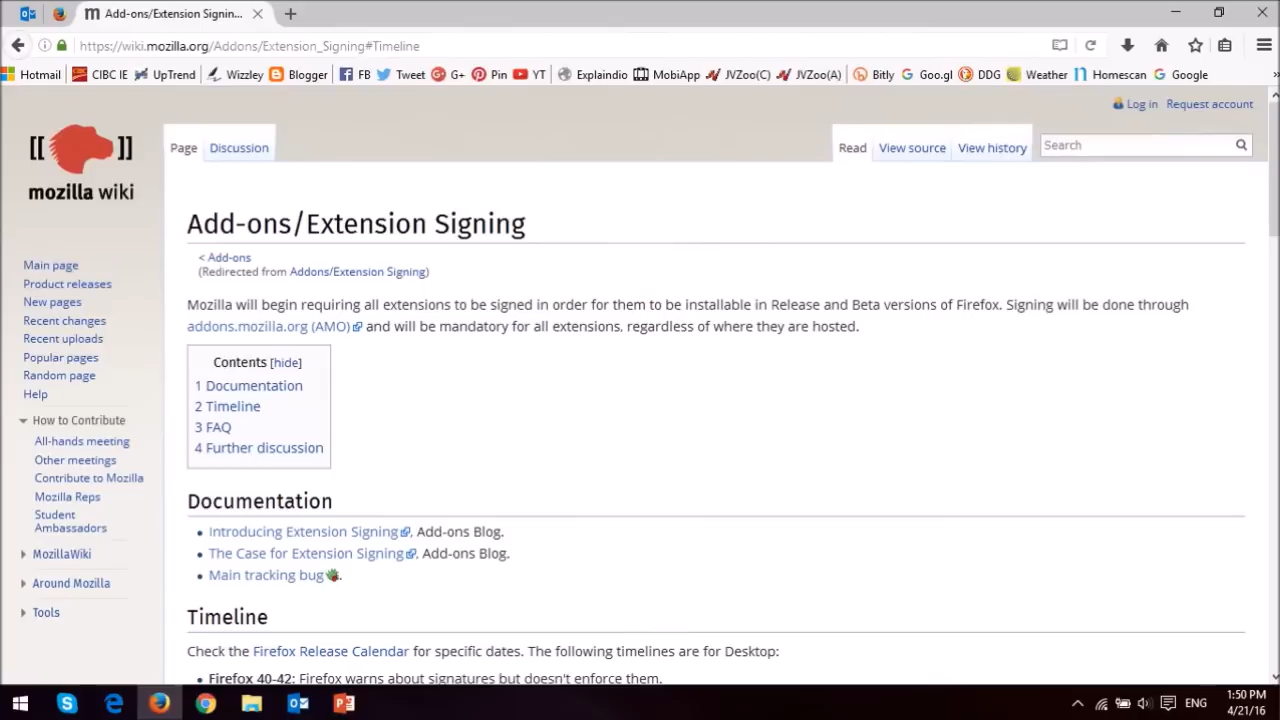 Add-ons/Extension Signin...
https://wiki.mozilla.org/Addons/Extension_Signing#Timeline
Hotmail CIBC IE UpTrend Wizzley Blogger FB Tweet G+ Pin YT Explaindio MobiApp JVZoo(C) JVZoo(A) Bitly Goo.gl DDG Weather Homescan Google
Log in Request account
Page Discussion Read View source View history Search
[[ ]]
mozilla wiki
Main page
Product releases
New pages
Recent changes
Recent uploads
Popular pages
Random page
Help
How to Contribute
All-hands meeting
Other meetings
Contribute to Mozilla
Mozilla Reps
Student
Ambassadors
MozillaWiki
Around Mozilla
Tools
Add-ons/Extension Signing
< Add-ons
(Redirected from Addons/Extension Signing)
Mozilla will begin requiring all extensions to be signed in order for them to be installable in Release and Beta versions of Firefox. Signing will be done through
addons.mozilla.org (AMO) and will be mandatory for all extensions, regardless of where they are hosted.
Contents [hide]
1 Documentation
2 Timeline
3 FAQ
4 Further discussion
Documentation
• Introducing Extension Signing, Add-ons Blog.
• The Case for Extension Signing, Add-ons Blog.
• Main tracking bug.
Timeline
Check the Firefox Release Calendar for specific dates. The following timelines are for Desktop:
• Firefox 40-42: Firefox warns about signatures but doesn't enforce them.
ENG
1:50 PM
4/21/16